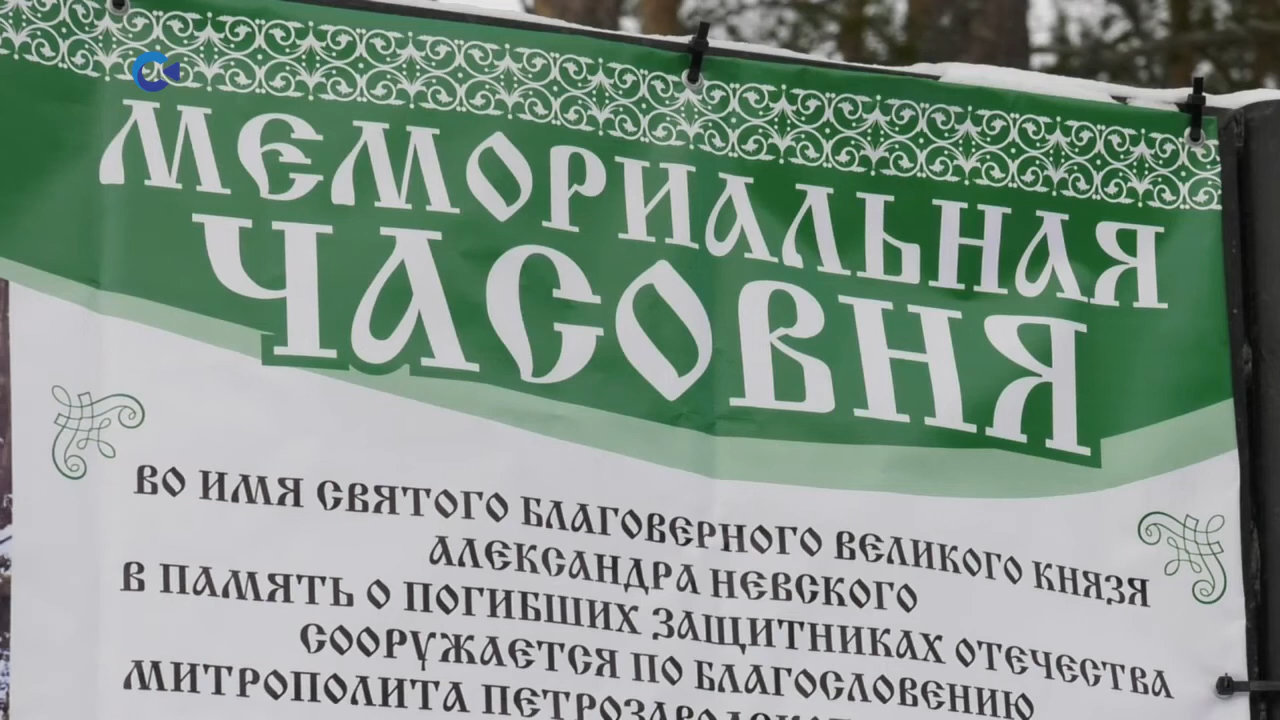 МЕМОРИАЛЬНАЯ
ЧАСОВНЯ
ВО ИМЯ СВЯТОГО БЛАГОВЕРНОГО ВЕЛИКОГО КНЯЗЯ
АЛЕКСАНДРА НЕВСКОГО
В ПАМЯТЬ О ПОГИБШИХ ЗАЩИТНИКАХ ОТЕЧЕСТВА
СООРУЖАЕТСЯ ПО БЛАГОСЛОВЕНИЮ
МИТРОПОЛИТА